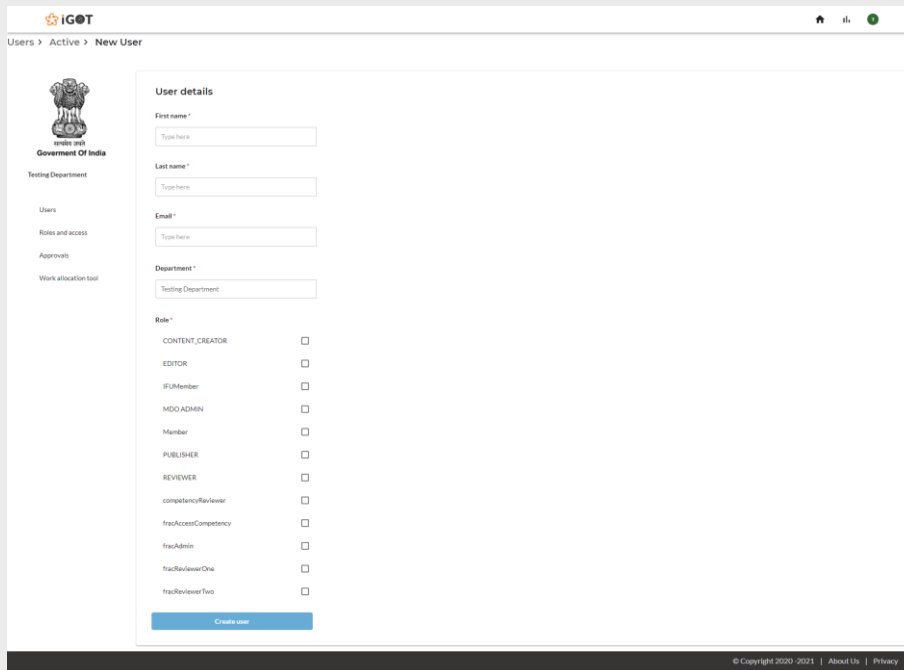 iGOT
Users > Active > New User
सत्यमेव जयते
Goverment Of India
Testing Department
Users
Roles and access
Approvals
Work allocation tool
User details
First name *
Type here
Last name *
Type here
Email *
Type here
Department *
Testing Department
Role *
CONTENT_CREATOR
EDITOR
IFUMember
MDO ADMIN
Member
PUBLISHER
REVIEWER
competencyReviewer
fracAccessCompetency
fracAdmin
fracReviewerOne
fracReviewerTwo
Create user
© Copyright 2020 -2021 | About Us | Privacy